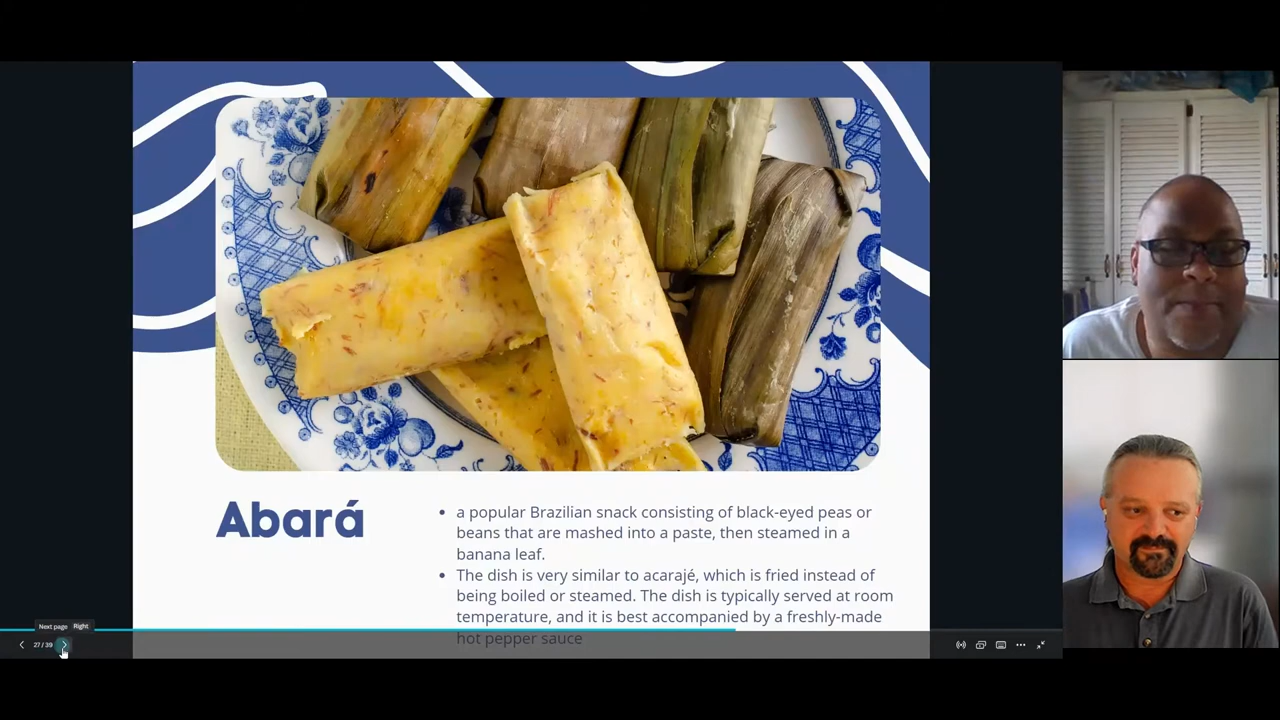 Abará
• a popular Brazilian snack consisting of black-eyed peas or
beans that are mashed into a paste, then steamed in a
banana leaf.
• The dish is very similar to acarajé, which is fried instead of
being boiled or steamed. The dish is typically served at room
temperature, and it is best accompanied by a freshly-made
hot pepper sauce
Next page Right
27 / 39